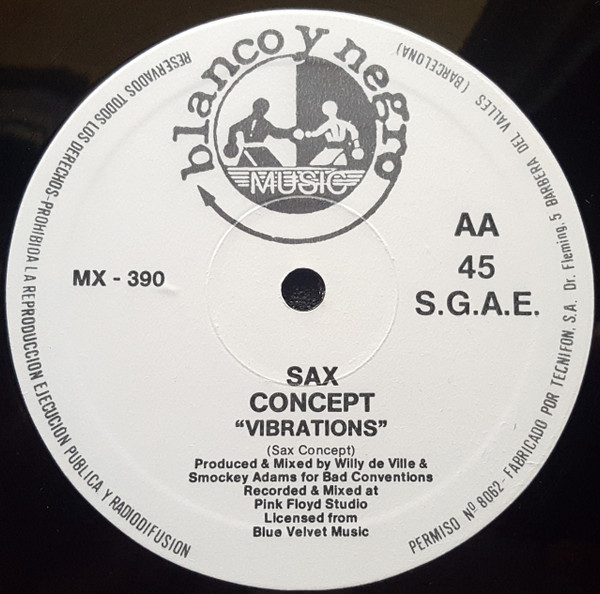 blanco y negro
MUSIC
AA
45
S.G.A.E.
MX - 390
SAX
CONCEPT
“VIBRATIONS”
(Sax Concept)
Produced & Mixed by Willy de Ville &
Smockey Adams for Bad Conventions
Recorded & Mixed at
Pink Floyd Studio
Licensed from
Blue Velvet Music
RESERVADOS TODOS LOS DERECHOS-PROHIBIDA LA REPRODUCCION EJECUCION PUBLICA Y RADIODIFUSION
PERMISO Nº 8062-FABRICADO POR TECNIFON, S.A. Dr. Fleming, 5 BARBERA DEL VALLES (BARCELONA)